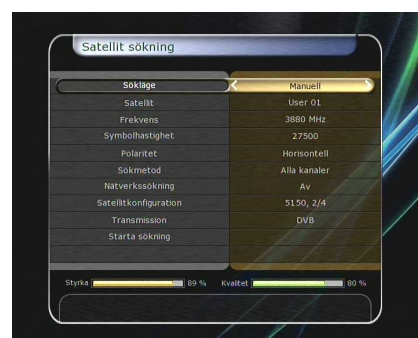 Satellit sökning
Sökläge Manuell
Satellit User 01
Frekvens 3880 MHz
Symbolhastighet 27500
Polaritet Horisontell
Sökmetod Alla kanaler
Nätverkssökning Av
Satellitkonfiguration 5150, 2/4
Transmission DVB
Starta sökning
Styrka 89 % Kvalitet 80 %